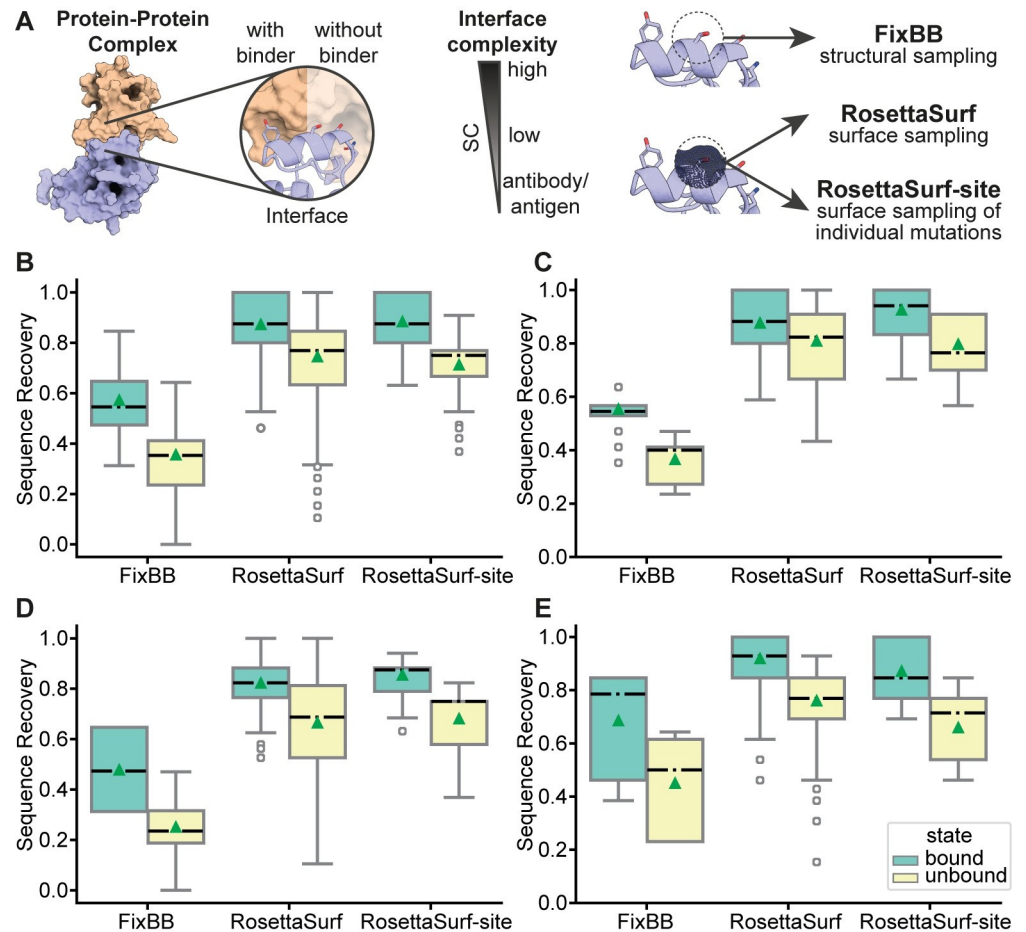 A
Protein-Protein
Complex
with
binder
without
binder
Interface
Interface
complexity
high
SC
low
antibody/
antigen
FixBB
structural sampling
RosettaSurf
surface sampling
RosettaSurf-site
surface sampling of
individual mutations
B
Sequence Recovery
1.0
0.8
0.6
0.4
0.2
0.0
FixBB RosettaSurf RosettaSurf-site
C
Sequence Recovery
1.0
0.8
0.6
0.4
0.2
0.0
FixBB RosettaSurf RosettaSurf-site
D
Sequence Recovery
1.0
0.8
0.6
0.4
0.2
0.0
FixBB RosettaSurf RosettaSurf-site
E
Sequence Recovery
1.0
0.8
0.6
0.4
0.2
0.0
state
bound
unbound
FixBB RosettaSurf RosettaSurf-site